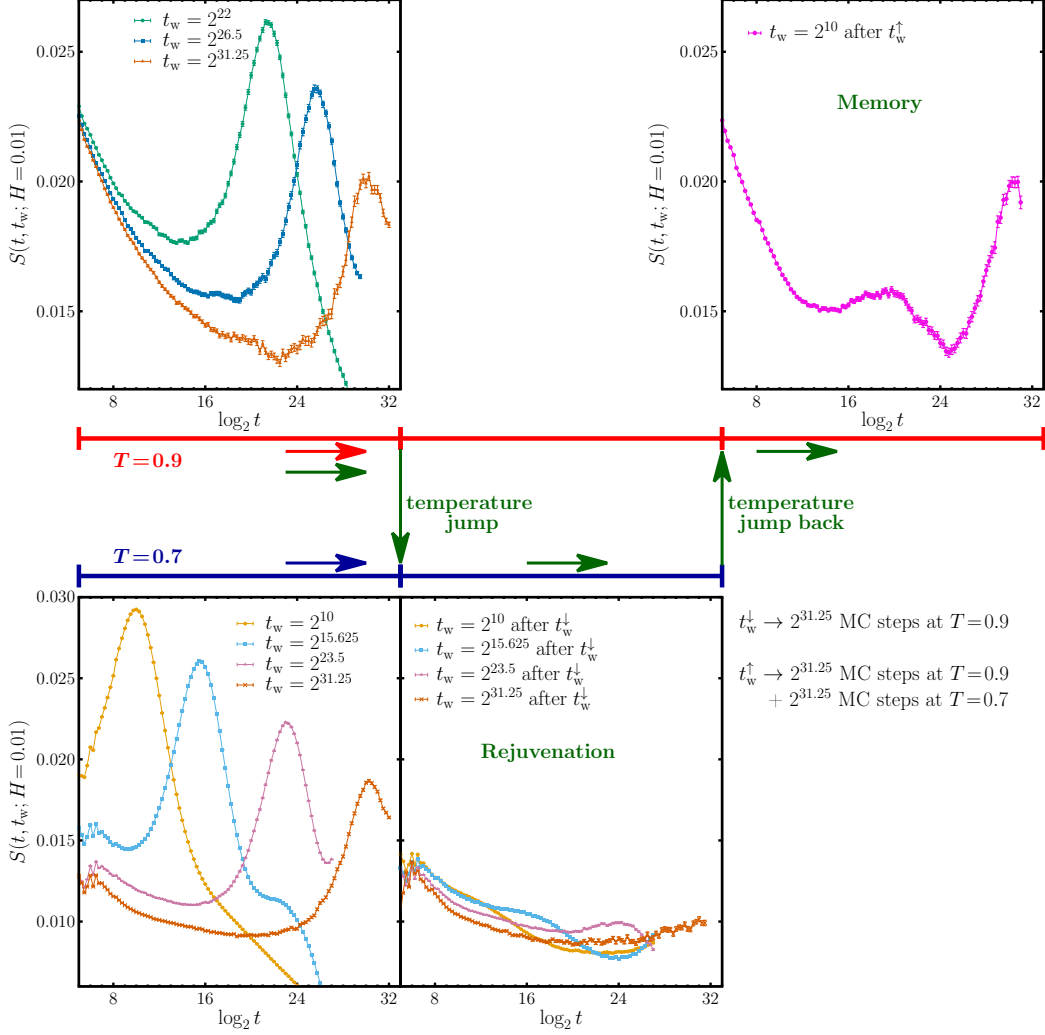 t_w = 2^22
t_w = 2^26.5
t_w = 2^31.25
0.025
0.020
0.015
S(t, t_w; H = 0.01)
8 16 24 32
log₂ t
t_w = 2^10 after t_w^↑
Memory
0.025
0.020
0.015
S(t, t_w; H = 0.01)
8 16 24 32
log₂ t
T = 0.9
temperature
jump
temperature
jump back
T = 0.7
0.030
0.025
0.020
0.015
0.010
S(t, t_w; H = 0.01)
t_w = 2^10
t_w = 2^15.625
t_w = 2^23.5
t_w = 2^31.25
8 16 24 32
log₂ t
t_w = 2^10 after t_w^↓
t_w = 2^15.625 after t_w^↓
t_w = 2^23.5 after t_w^↓
t_w = 2^31.25 after t_w^↓
Rejuvenation
8 16 24 32
log₂ t
t_w^↓ → 2^31.25 MC steps at T = 0.9
t_w^↑ → 2^31.25 MC steps at T = 0.9
+ 2^31.25 MC steps at T = 0.7